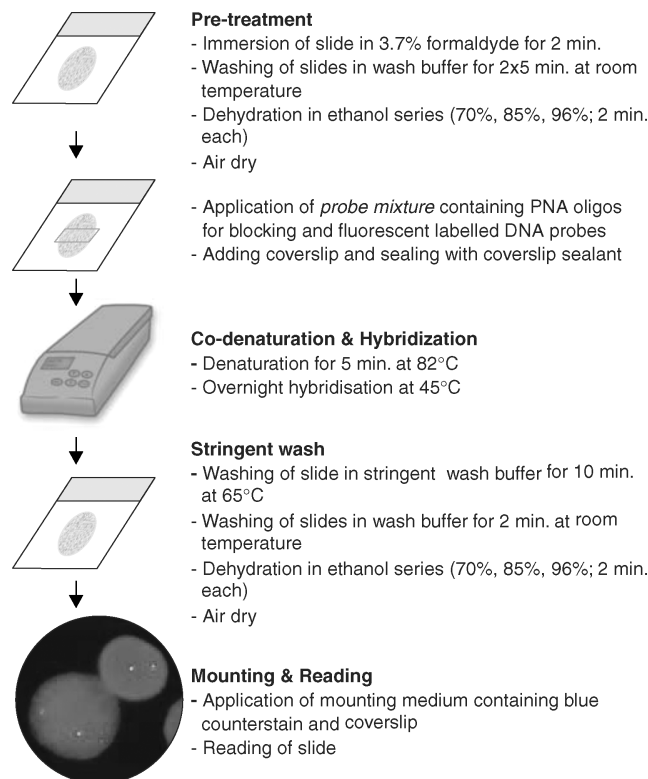 Pre-treatment
- Immersion of slide in 3.7% formaldyde for 2 min.
- Washing of slides in wash buffer for 2x5 min. at room
temperature
- Dehydration in ethanol series (70%, 85%, 96%; 2 min.
each)
- Air dry
- Application of probe mixture containing PNA oligos
for blocking and fluorescent labelled DNA probes
- Adding coverslip and sealing with coverslip sealant
Co-denaturation & Hybridization
- Denaturation for 5 min. at 82°C
- Overnight hybridisation at 45°C
Stringent wash
- Washing of slide in stringent wash buffer for 10 min.
at 65°C
- Washing of slides in wash buffer for 2 min. at room
temperature
- Dehydration in ethanol series (70%, 85%, 96%; 2 min.
each)
- Air dry
Mounting & Reading
- Application of mounting medium containing blue
counterstain and coverslip
- Reading of slide